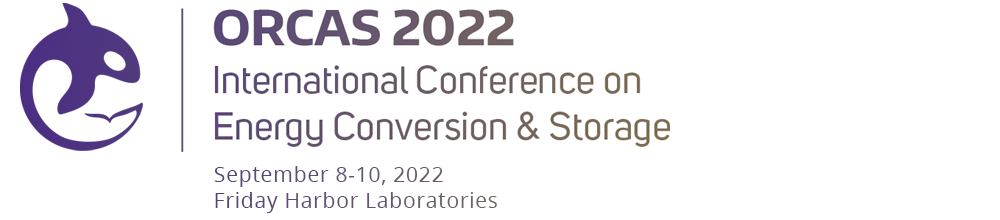 ORCAS 2022
International Conference on
Energy Conversion & Storage
September 8-10, 2022
Friday Harbor Laboratories